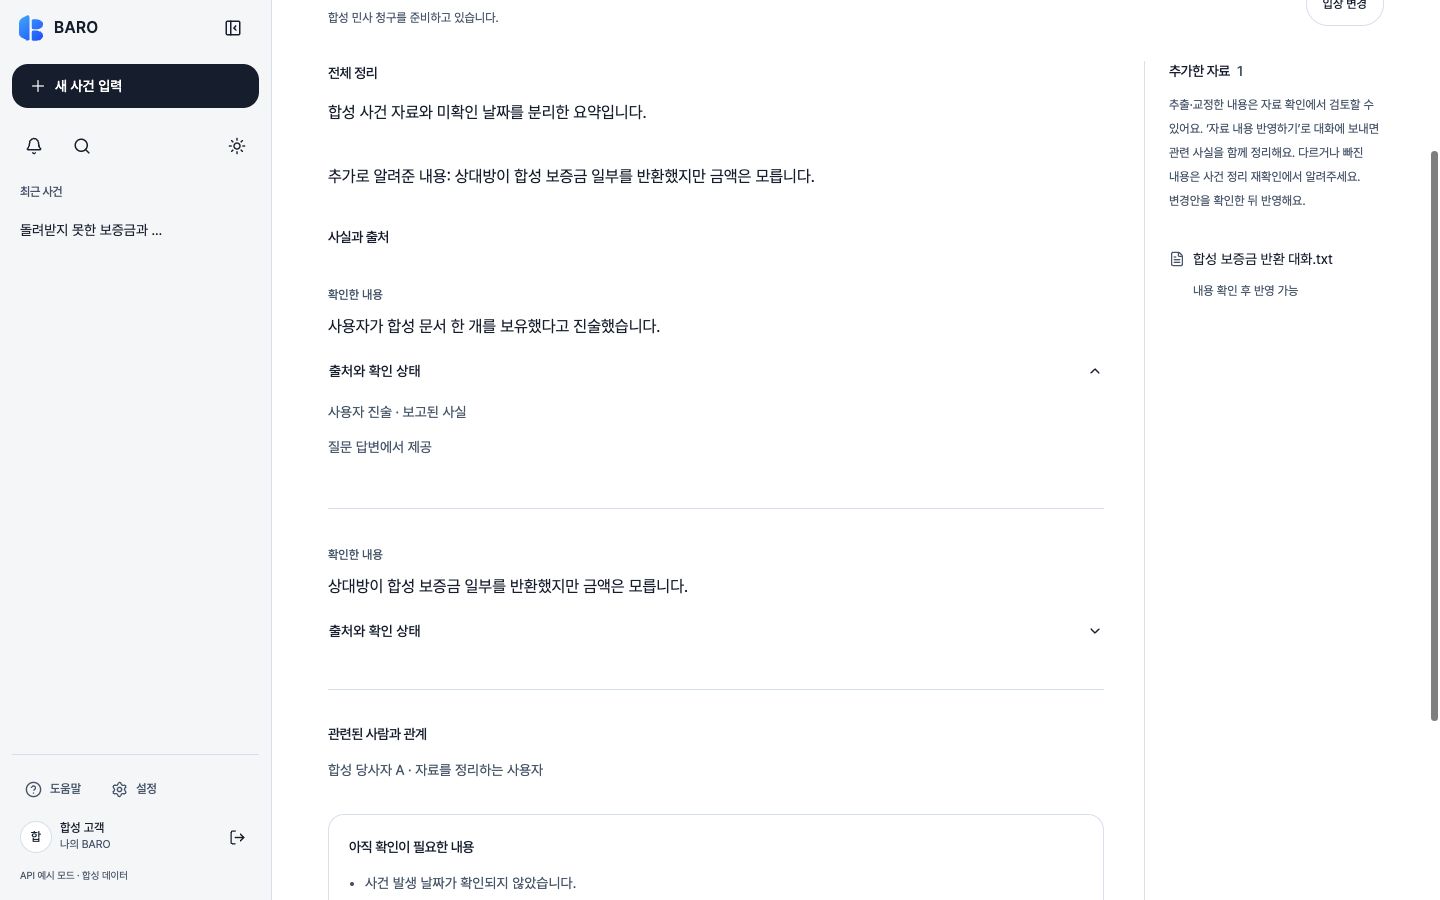 BARO
새 사건 입력
최근 사건
돌려받지 못한 보증금과 ...
도움말
설정
합
합성 고객
나의 BARO
API 예시 모드 · 합성 데이터
합성 민사 청구를 준비하고 있습니다.
입장 변경
전체 정리
합성 사건 자료와 미확인 날짜를 분리한 요약입니다.
추가로 알려준 내용: 상대방이 합성 보증금 일부를 반환했지만 금액은 모릅니다.
사실과 출처
확인한 내용
사용자가 합성 문서 한 개를 보유했다고 진술했습니다.
출처와 확인 상태
사용자 진술 · 보고된 사실
질문 답변에서 제공
확인한 내용
상대방이 합성 보증금 일부를 반환했지만 금액은 모릅니다.
출처와 확인 상태
관련된 사람과 관계
합성 당사자 A · 자료를 정리하는 사용자
아직 확인이 필요한 내용
• 사건 발생 날짜가 확인되지 않았습니다.
추가한 자료 1
추출·교정한 내용은 자료 확인에서 검토할 수
있어요. ‘자료 내용 반영하기’로 대화에 보내면
관련 사실을 함께 정리해요. 다르거나 빠진
내용은 사건 정리 재확인에서 알려주세요.
변경안을 확인한 뒤 반영해요.
합성 보증금 반환 대화.txt
내용 확인 후 반영 가능